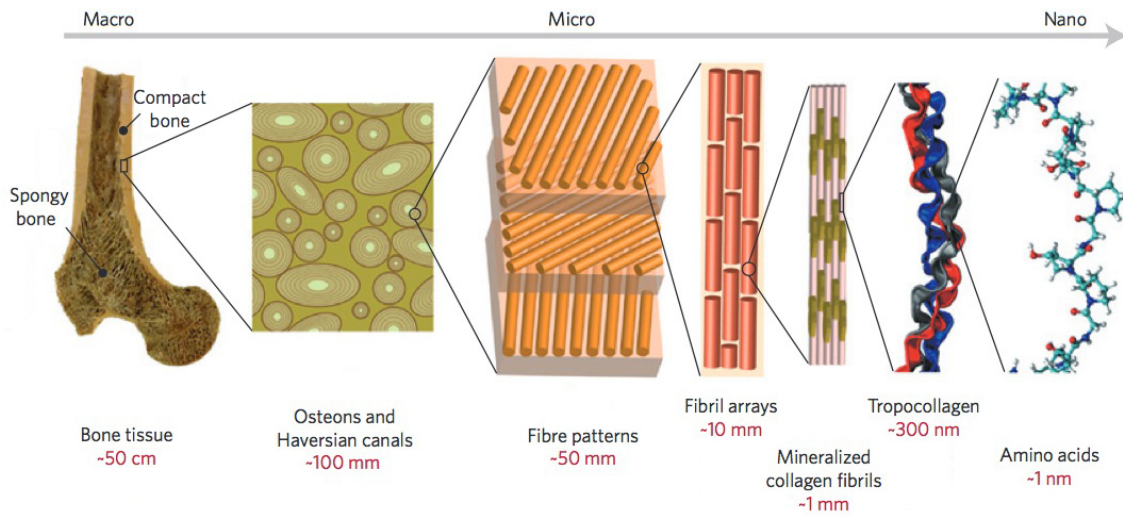 Macro
Micro
Nano
Compact
bone
Spongy
bone
Bone tissue
~50 cm
Osteons and
Haversian canals
~100 mm
Fibre patterns
~50 mm
Fibril arrays
~10 mm
Mineralized
collagen fibrils
~1 mm
Tropocollagen
~300 nm
Amino acids
~1 nm